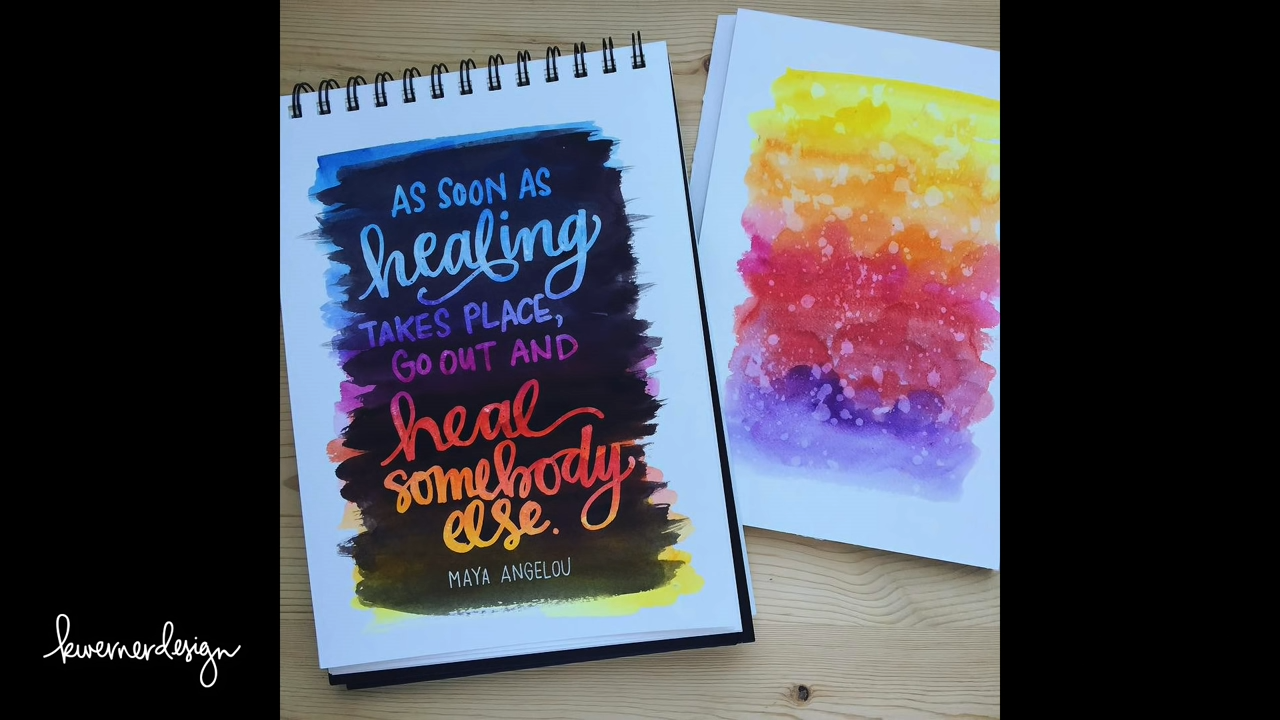 AS SOON AS
healing
TAKES PLACE,
GO OUT AND
heal
somebody
else.
MAYA ANGELOU
kwernerdesign